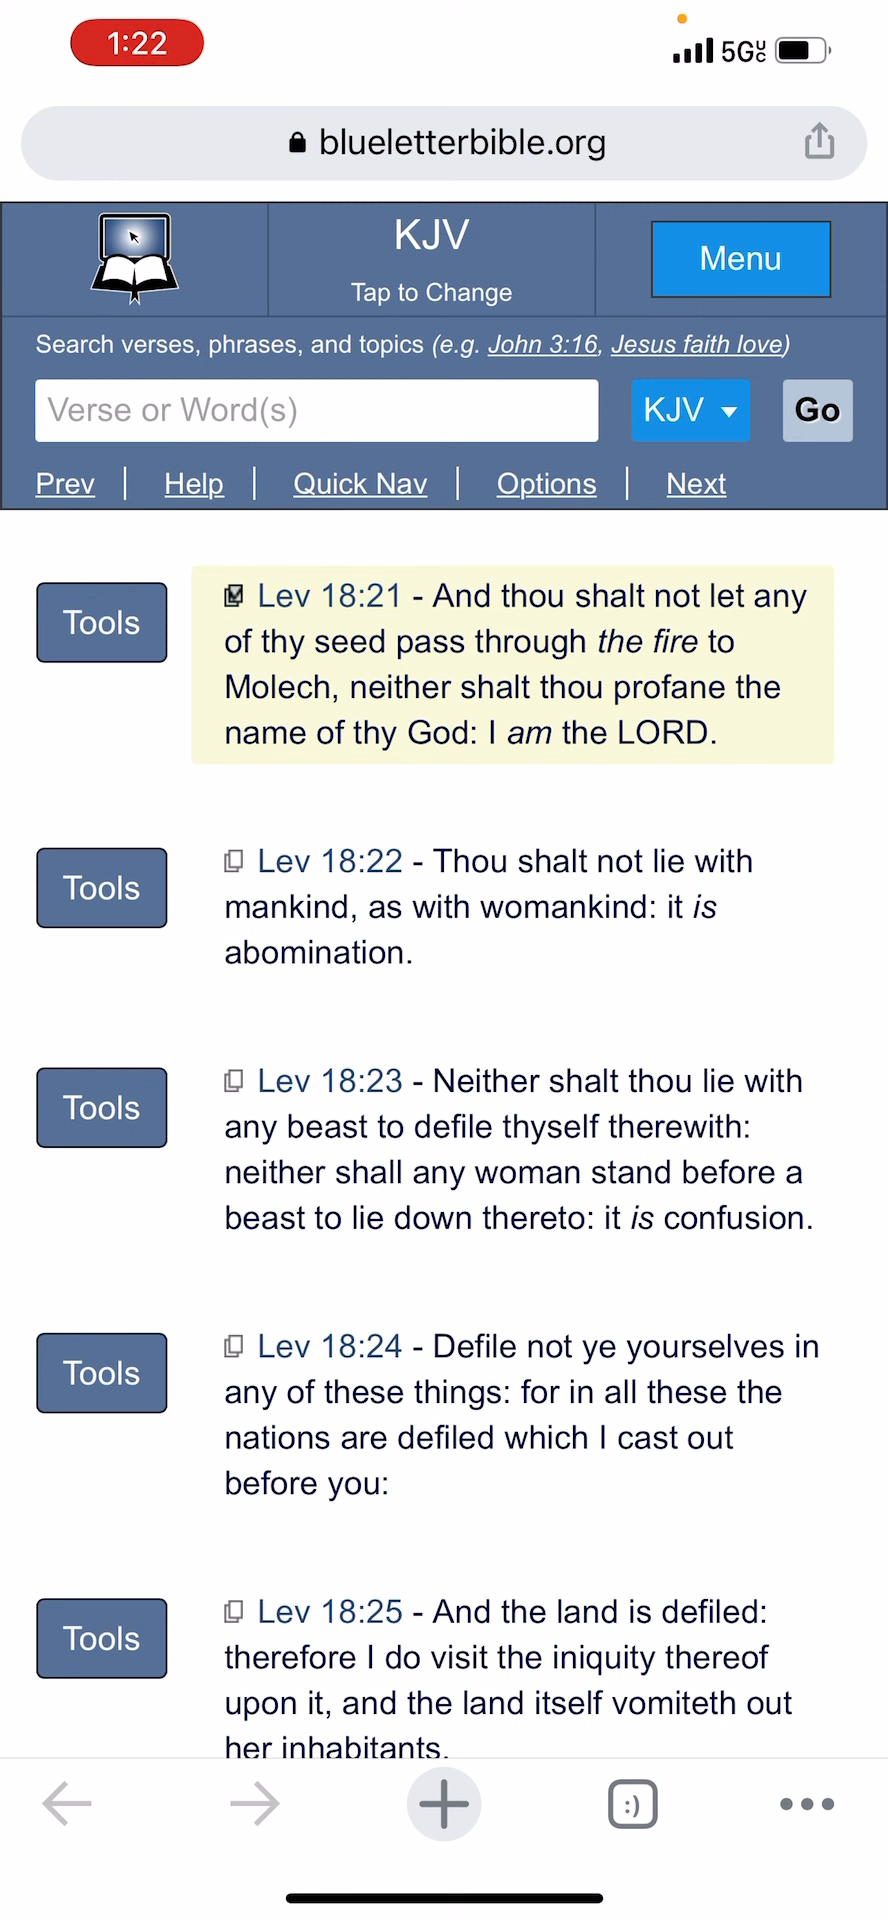 1:22
5GUC
blueletterbible.org
KJV
Tap to Change
Menu
Search verses, phrases, and topics (e.g. John 3:16, Jesus faith love)
Verse or Word(s)
KJV
Go
Prev | Help | Quick Nav | Options | Next
Tools
Lev 18:21 - And thou shalt not let any
of thy seed pass through the fire to
Molech, neither shalt thou profane the
name of thy God: I am the LORD.
Tools
Lev 18:22 - Thou shalt not lie with
mankind, as with womankind: it is
abomination.
Tools
Lev 18:23 - Neither shalt thou lie with
any beast to defile thyself therewith:
neither shall any woman stand before a
beast to lie down thereto: it is confusion.
Tools
Lev 18:24 - Defile not ye yourselves in
any of these things: for in all these the
nations are defiled which I cast out
before you:
Tools
Lev 18:25 - And the land is defiled:
therefore I do visit the iniquity thereof
upon it, and the land itself vomiteth out
her inhabitants.
:)